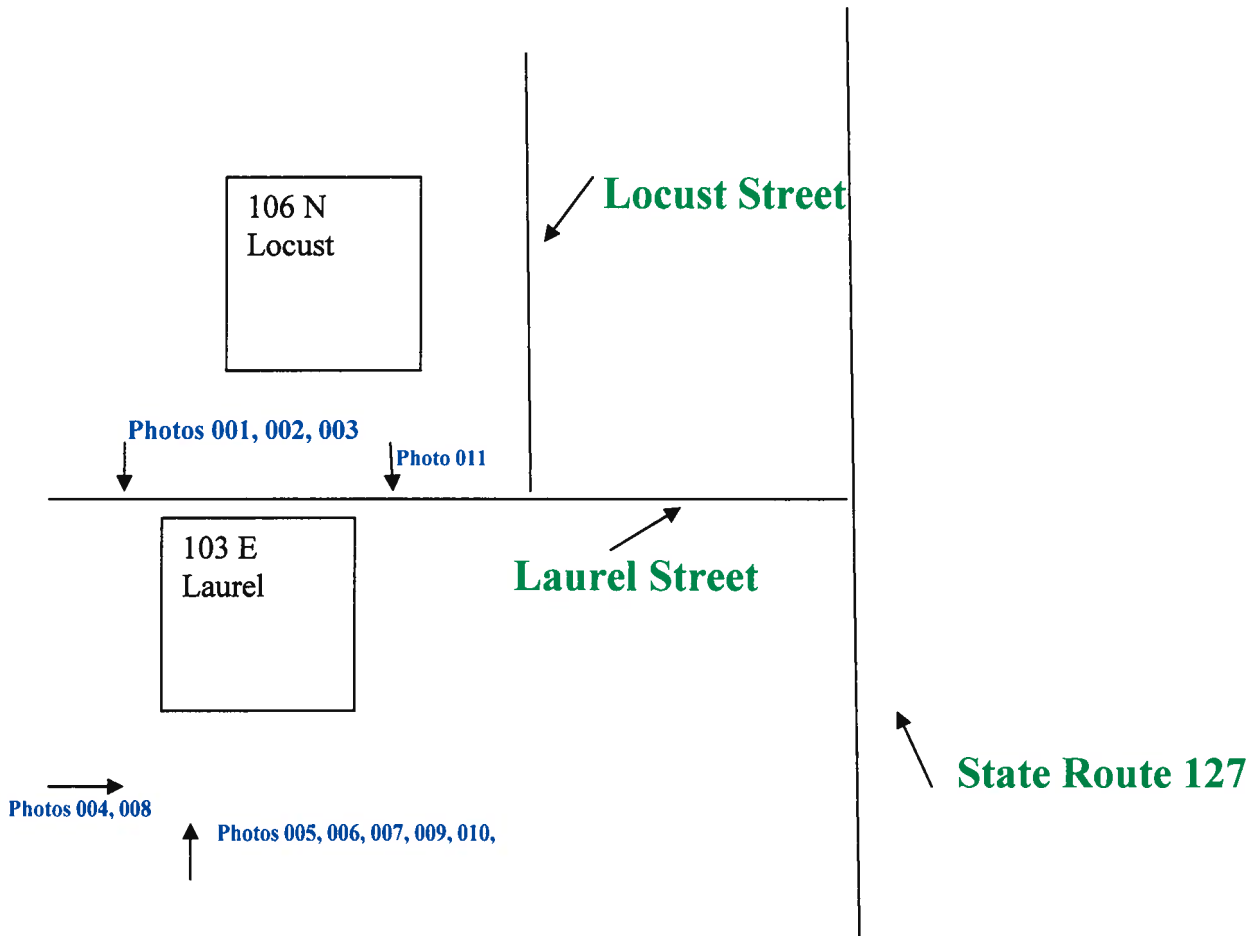 Locust Street
106 N
Locust
Photos 001, 002, 003
Photo 011
103 E
Laurel
Laurel Street
State Route 127
Photos 004, 008
Photos 005, 006, 007, 009, 010,